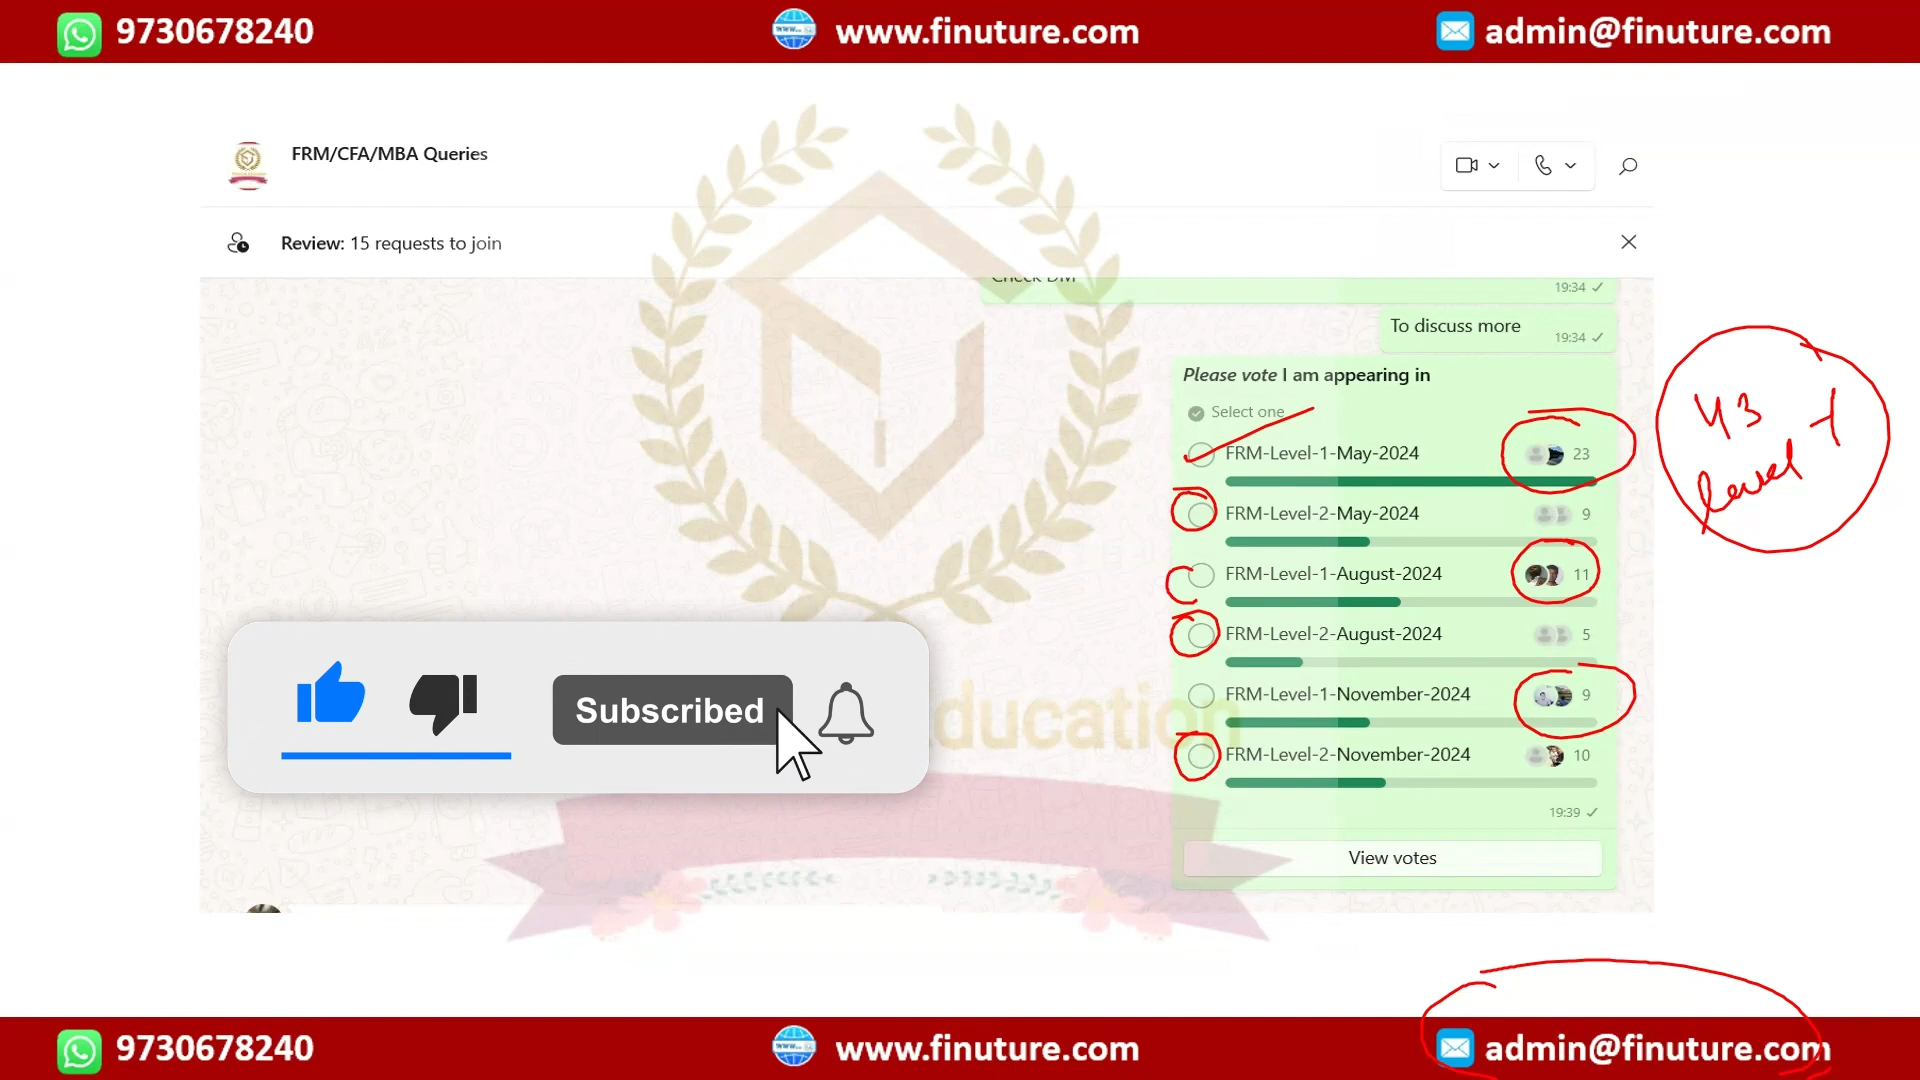 9730678240 www.finuture.com admin@finuture.com
FRM/CFA/MBA Queries
Review: 15 requests to join
Check DM
19:34
To discuss more
19:34
Please vote I am appearing in
Select one
FRM-Level-1-May-2024 23
FRM-Level-2-May-2024 9
FRM-Level-1-August-2024 11
FRM-Level-2-August-2024 5
FRM-Level-1-November-2024 9
FRM-Level-2-November-2024 10
19:39
View votes
43
level -1
Subscribed
ducation
9730678240 www.finuture.com admin@finuture.com